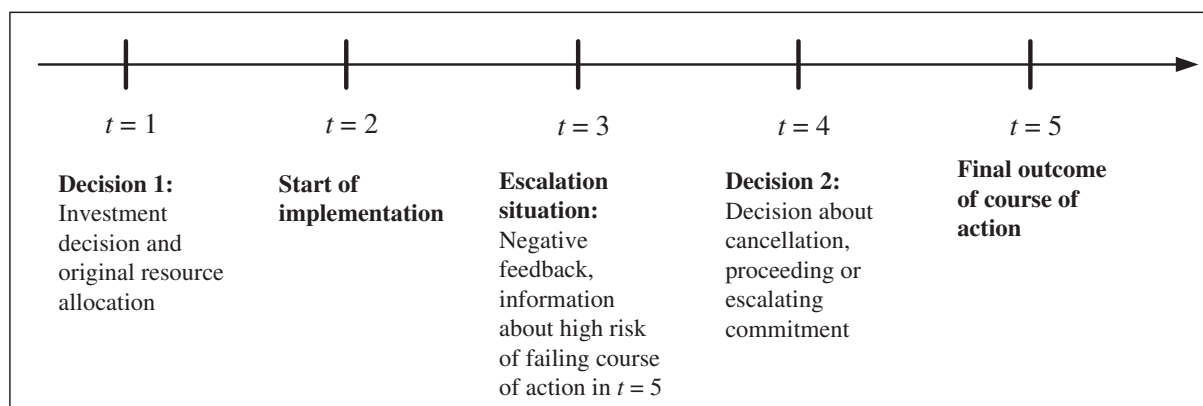 t = 1
t = 2
t = 3
t = 4
t = 5
Decision 1:
Investment
decision and
original resource
allocation
Start of
implementation
Escalation
situation:
Negative
feedback,
information
about high risk
of failing course
of action in t = 5
Decision 2:
Decision about
cancellation,
proceeding or
escalating
commitment
Final outcome
of course of
action